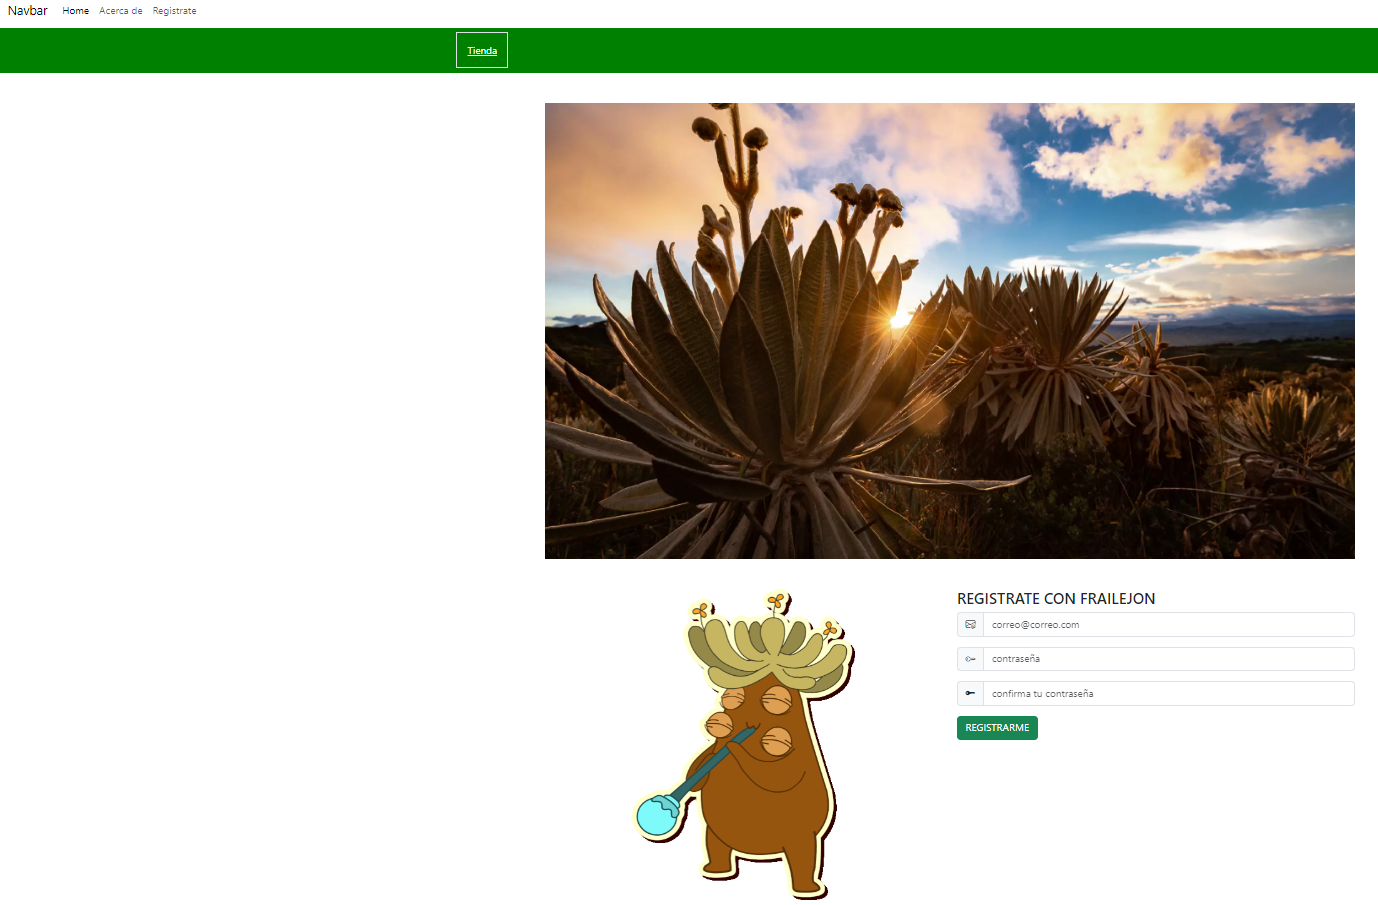 Navbar Home Acerca de Registrate
Tienda
REGISTRATE CON FRAILEJON
correo@correo.com
contraseña
confirma tu contraseña
REGISTRARME